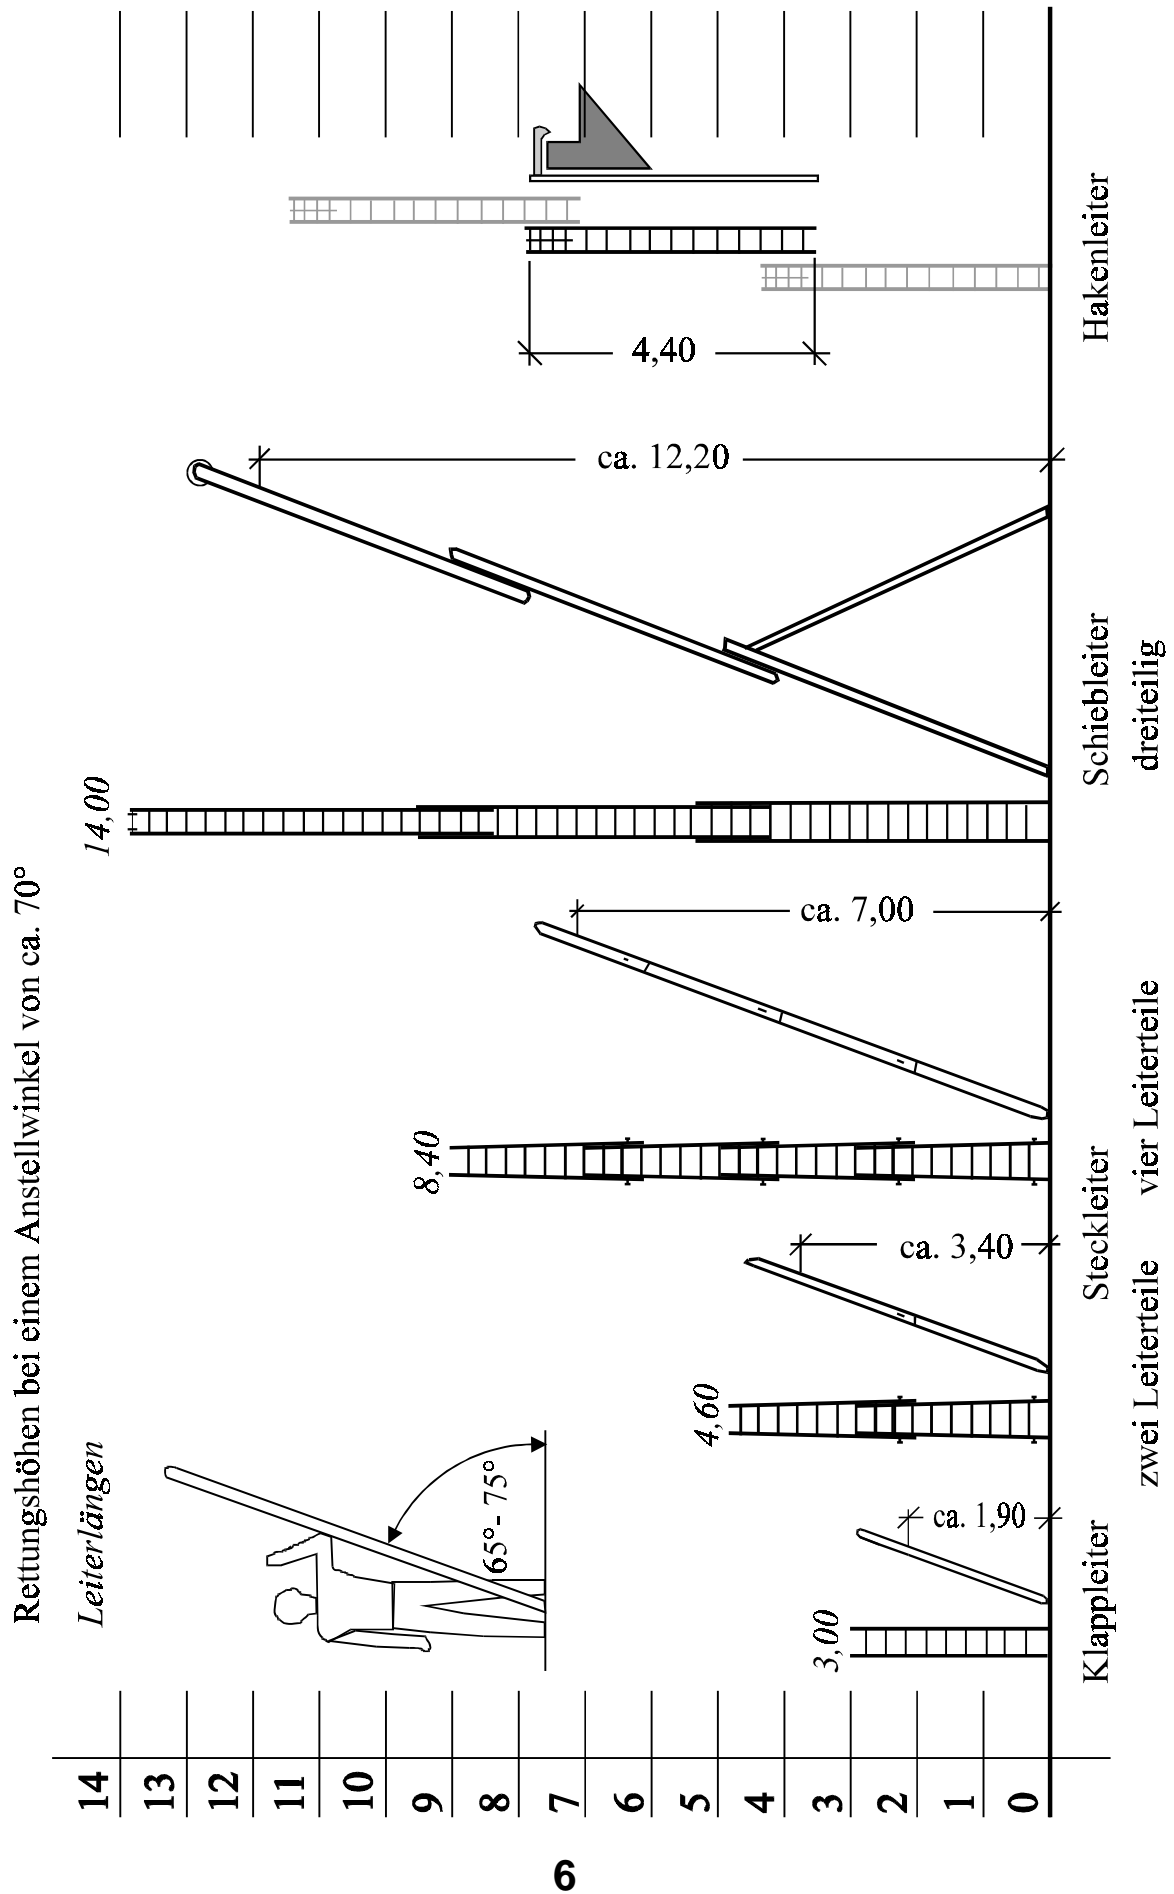 Rettungshöhen bei einem Anstellwinkel von ca. 70°
Leiterlängen
14
13
12
11
10
9
8
7
6
5
4
3
2
1
0
65°- 75°
3,00
ca. 1,90
4,60
ca. 3,40
8,40
ca. 7,00
14,00
ca. 12,20
4,40
Klappleiter
Steckleiter
zwei Leiterteile
vier Leiterteile
Schiebleiter
dreiteilig
Hakenleiter
6